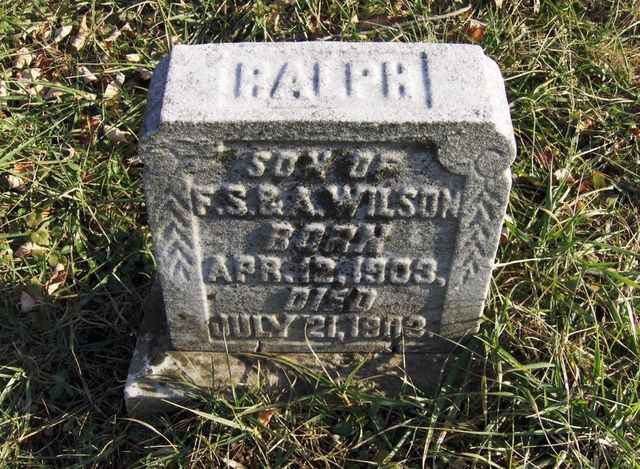 RALPH
SON OF
F.S. & A. WILSON
BORN
APR. 12, 1903.
DIED
JULY 21, 1903.